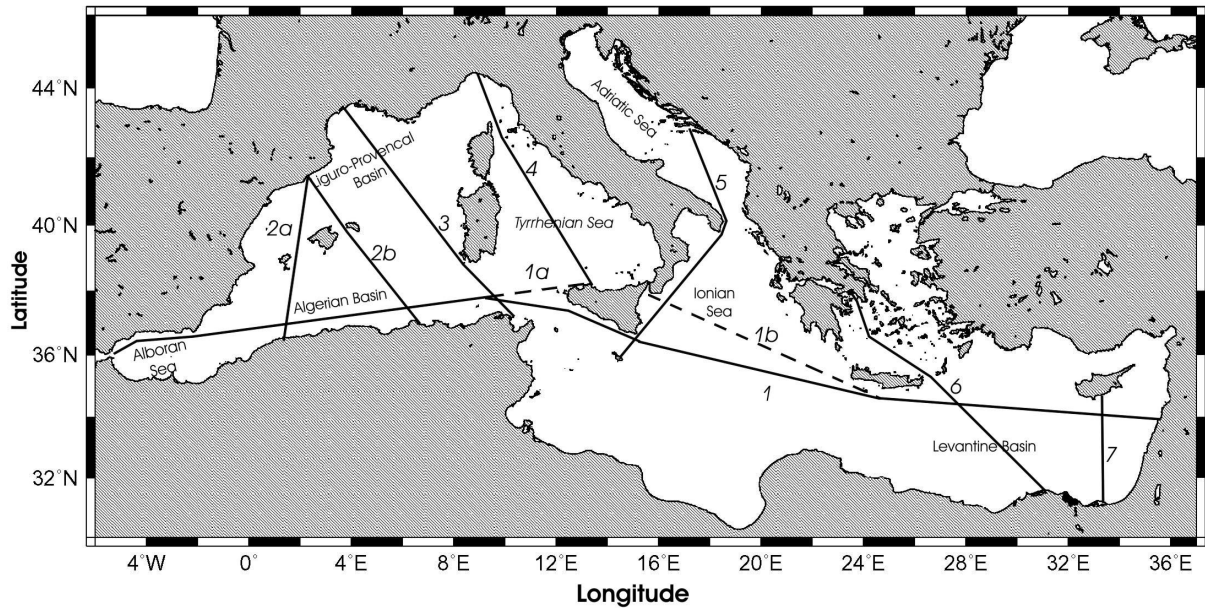 44°N
40°N
36°N
32°N
Latitude
4°W
0°
4°E
8°E
12°E
16°E
20°E
24°E
28°E
32°E
36°E
Longitude
Adriatic Sea
Liguro-Provencal
Basin
Tyrrhenian Sea
Algerian Basin
Alboran
Sea
Ionian
Sea
Levantine Basin
1
1a
1b
2a
2b
3
4
5
6
7